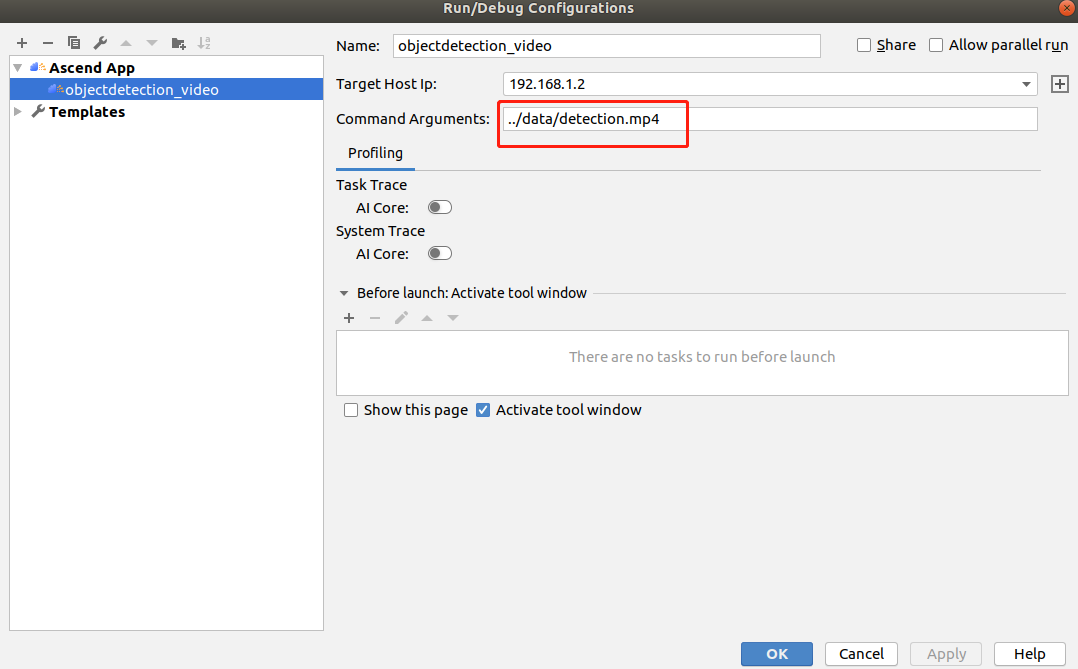 Run/Debug Configurations
Ascend App
objectdetection_video
Templates
Name: objectdetection_video Share Allow parallel run
Target Host Ip: 192.168.1.2
Command Arguments: ../data/detection.mp4
Profiling
Task Trace
AI Core:
System Trace
AI Core:
Before launch: Activate tool window
There are no tasks to run before launch
Show this page Activate tool window
OK Cancel Apply Help